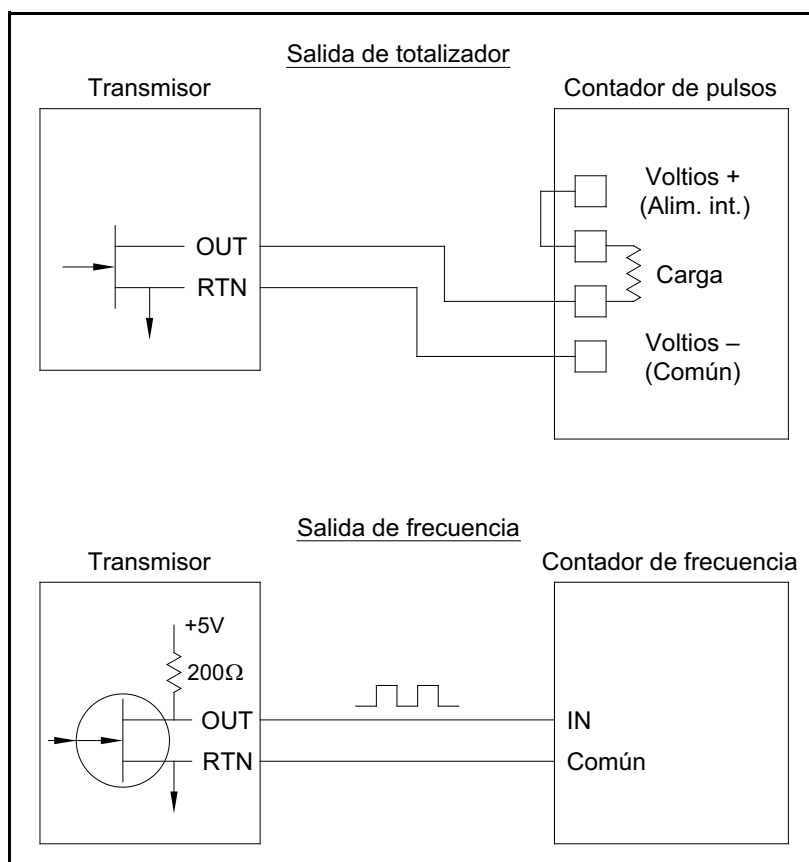 Salida de totalizador
Transmisor
Contador de pulsos
Voltios +
(Alim. int.)
OUT
Carga
RTN
Voltios –
(Común)
Salida de frecuencia
Transmisor
Contador de frecuencia
+5V
200Ω
OUT
IN
RTN
Común